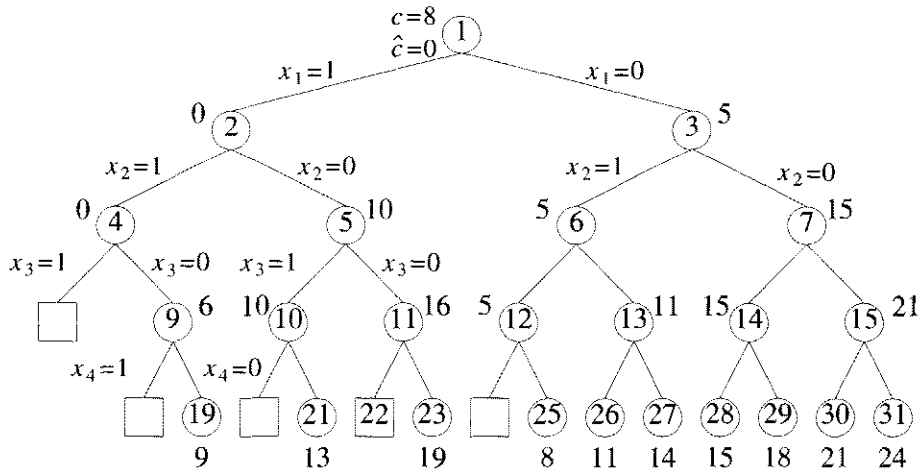 c=8
ĉ=0 1
x1=1 x1=0
0 2 3 5
x2=1 x2=0 x2=1 x2=0
0 4 5 10 5 6 7 15
x3=1 x3=0 x3=1 x3=0
9 6 10 10 11 16 5 12 13 11 15 14 15 21
x4=1 x4=0
19 21 22 23 25 26 27 28 29 30 31
9 13 19 8 11 14 15 18 21 24